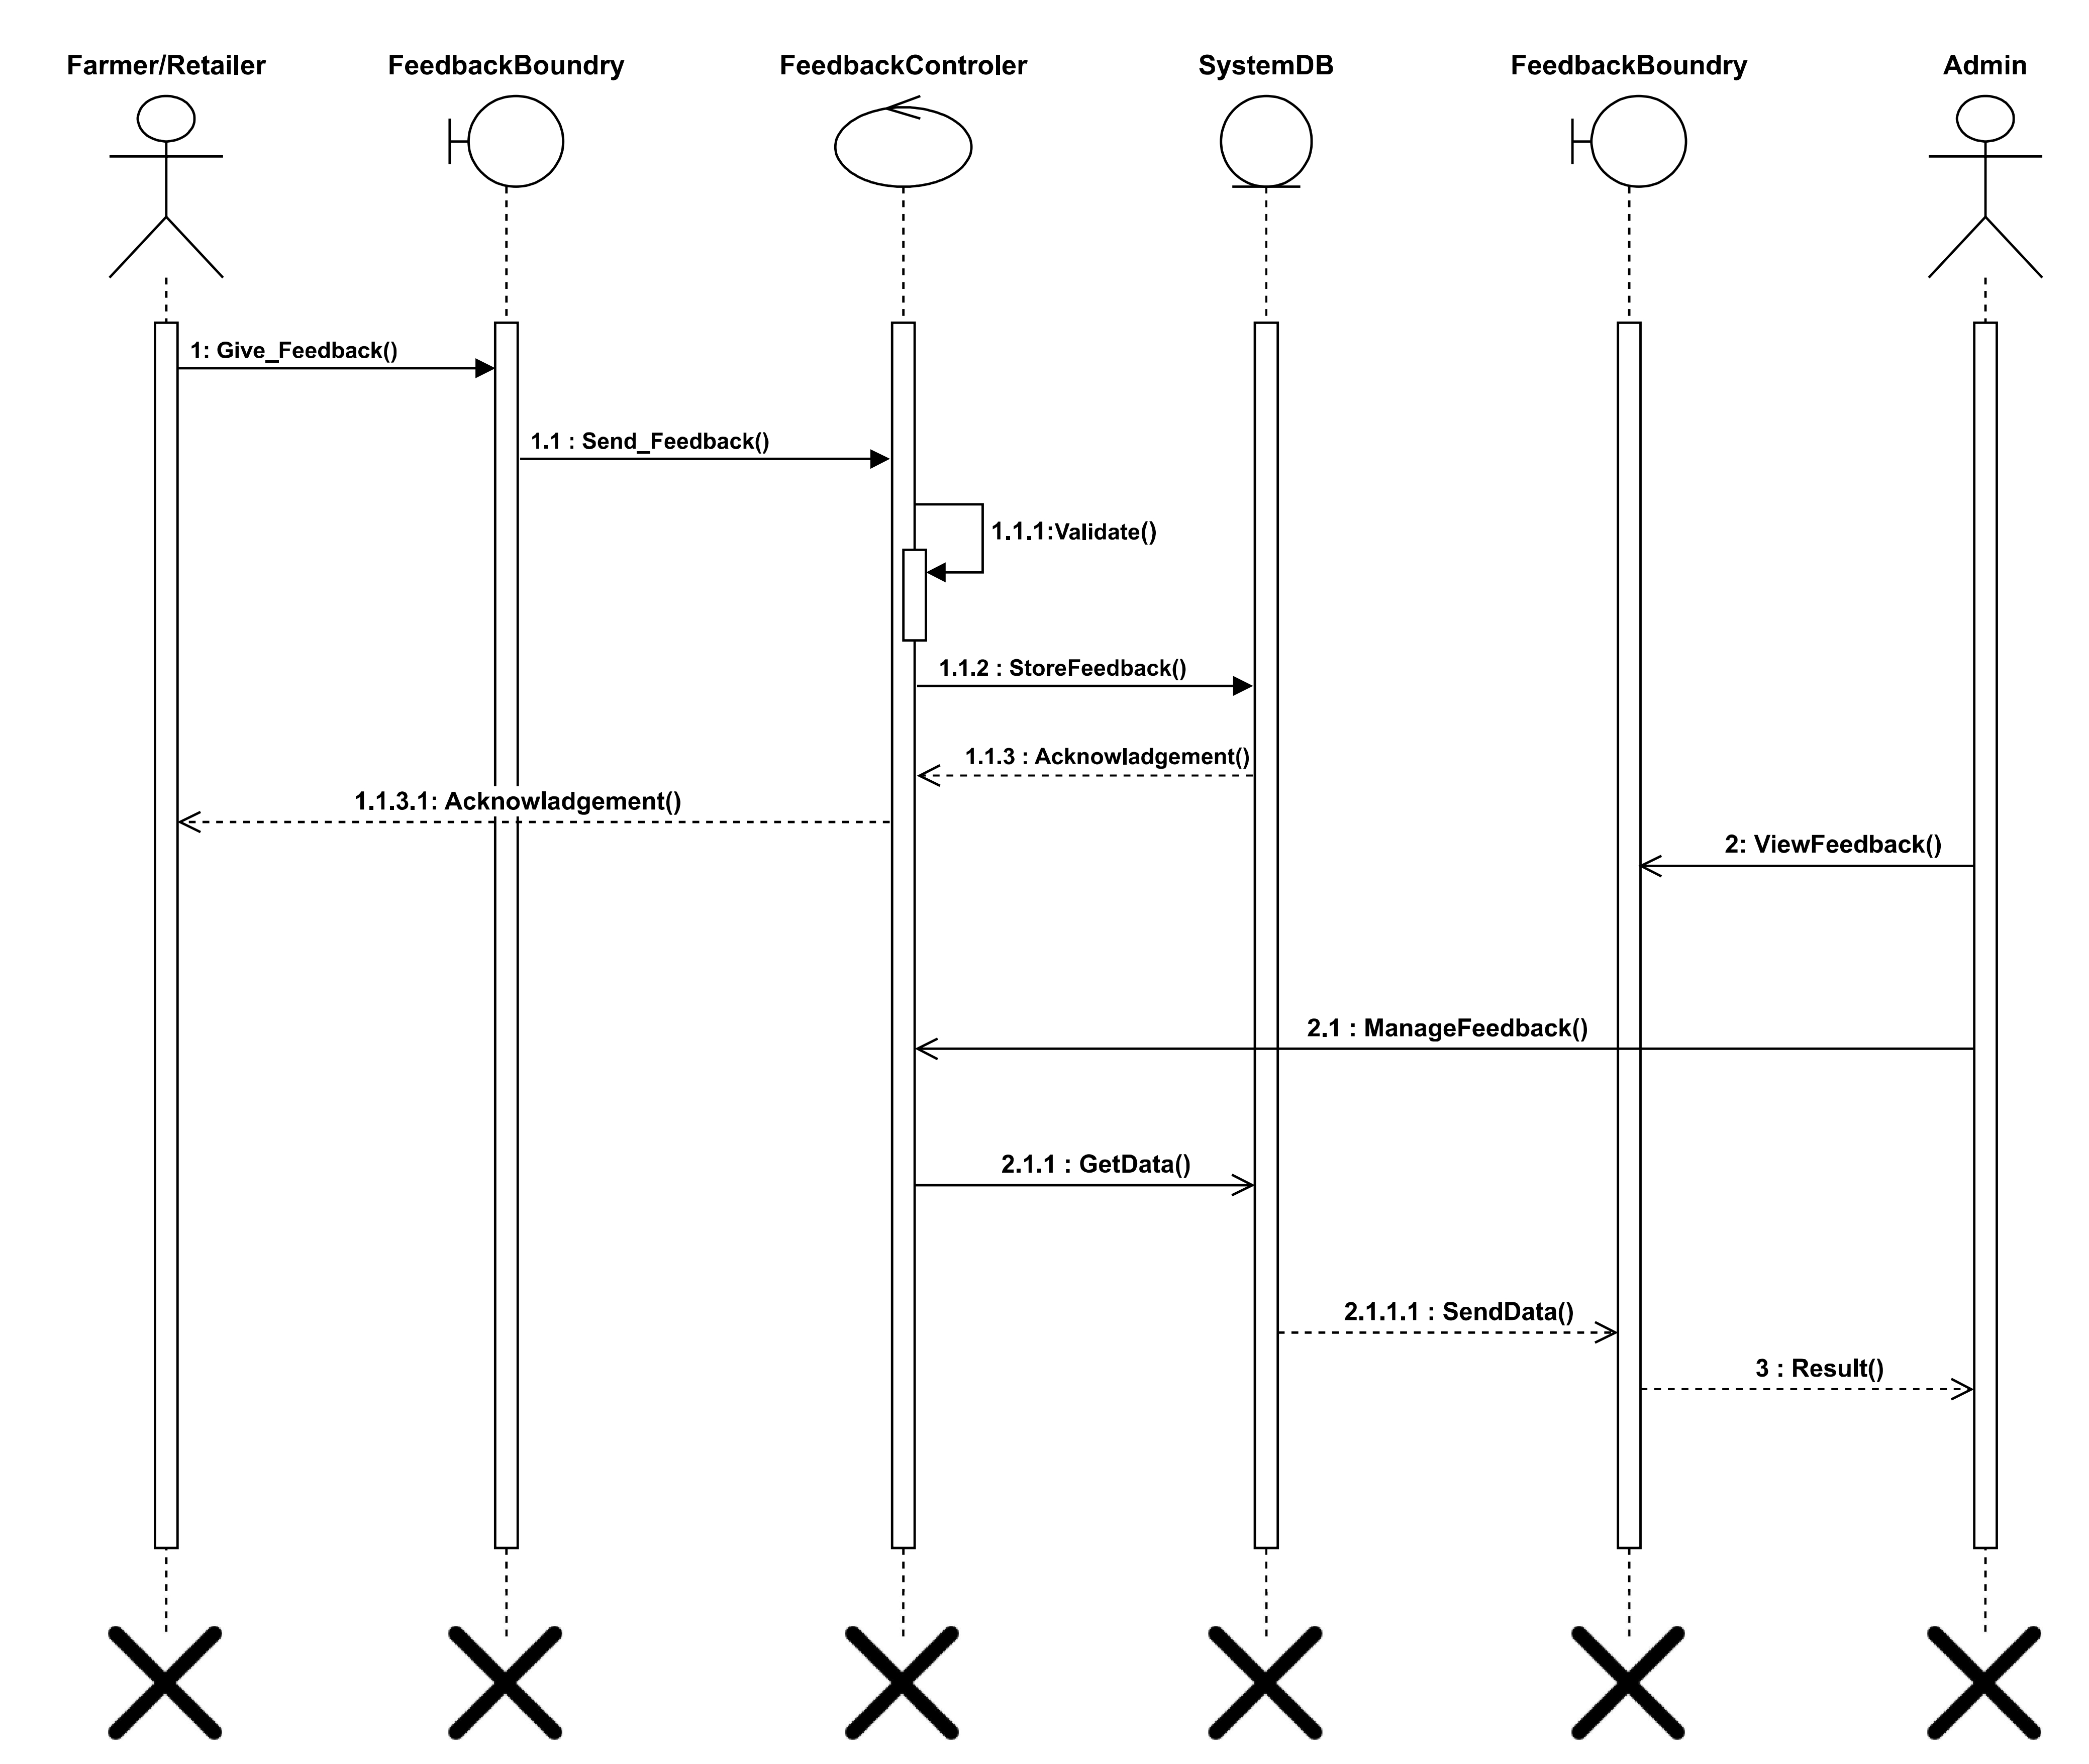 Farmer/Retailer
FeedbackBoundry
FeedbackControler
SystemDB
FeedbackBoundry
Admin
1: Give_Feedback()
1.1 : Send_Feedback()
1.1.1:Validate()
1.1.2 : StoreFeedback()
1.1.3 : Acknowladgement()
1.1.3.1: Acknowladgement()
2: ViewFeedback()
2.1 : ManageFeedback()
2.1.1 : GetData()
2.1.1.1 : SendData()
3 : Result()